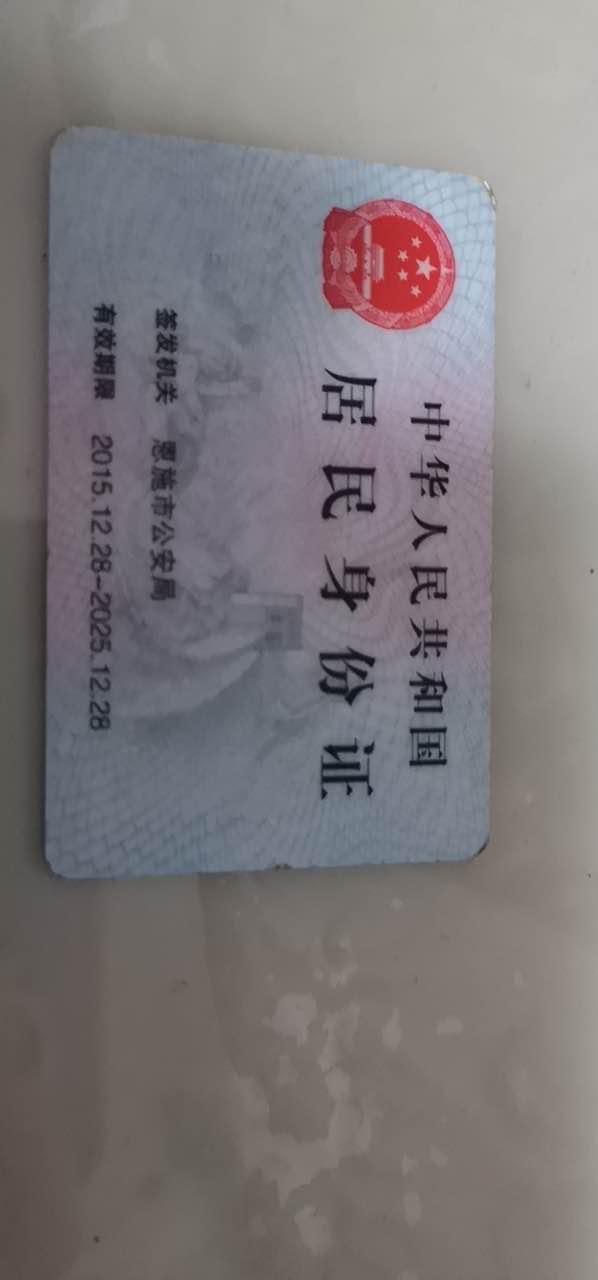 中华人民共和国
居民身份证
签发机关 恩施市公安局
有效期限 2015.12.28-2025.12.28